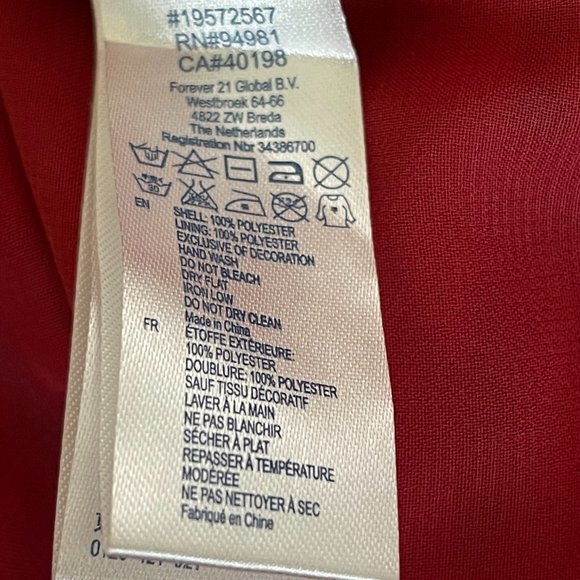 #19572567
RN#94981
CA#40198
Forever 21 Global B.V.
Westbroek 64-66
4822 ZW Breda
The Netherlands
Registration Nbr 34386700
EN
SHELL: 100% POLYESTER
LINING: 100% POLYESTER
EXCLUSIVE OF DECORATION
HAND WASH
DO NOT BLEACH
DRY FLAT
IRON LOW
DO NOT DRY CLEAN
Made in China
FR
ÉTOFFE EXTÉRIEURE:
100% POLYESTER
DOUBLURE: 100% POLYESTER
SAUF TISSU DÉCORATIF
LAVER À LA MAIN
NE PAS BLANCHIR
SÉCHER À PLAT
REPASSER À TEMPÉRATURE
MODÉRÉE
NE PAS NETTOYER À SEC
Fabriqué en Chine